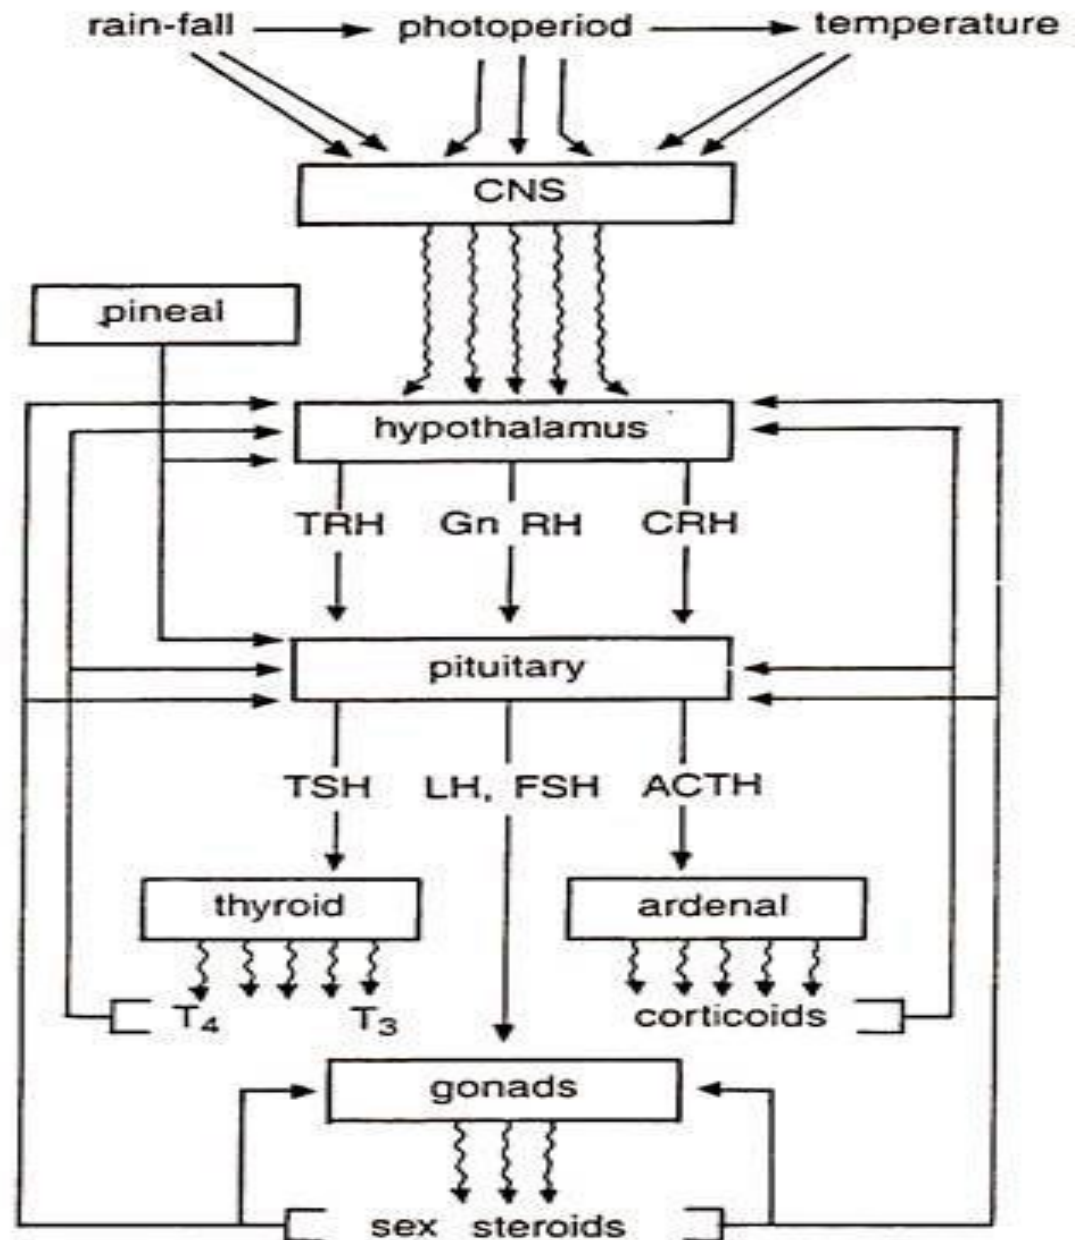 rain-fall photoperiod temperature
CNS
pineal
hypothalamus
TRH Gn RH CRH
pituitary
TSH LH, FSH ACTH
thyroid ardenal
T4 T3 corticoids
gonads
sex steroids